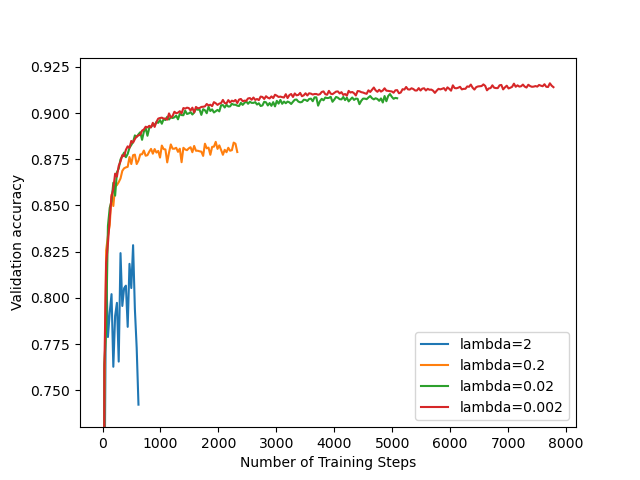 0.925
0.900
0.875
0.850
0.825
0.800
0.775
0.750
Validation accuracy
0 1000 2000 3000 4000 5000 6000 7000 8000
Number of Training Steps
lambda=2
lambda=0.2
lambda=0.02
lambda=0.002